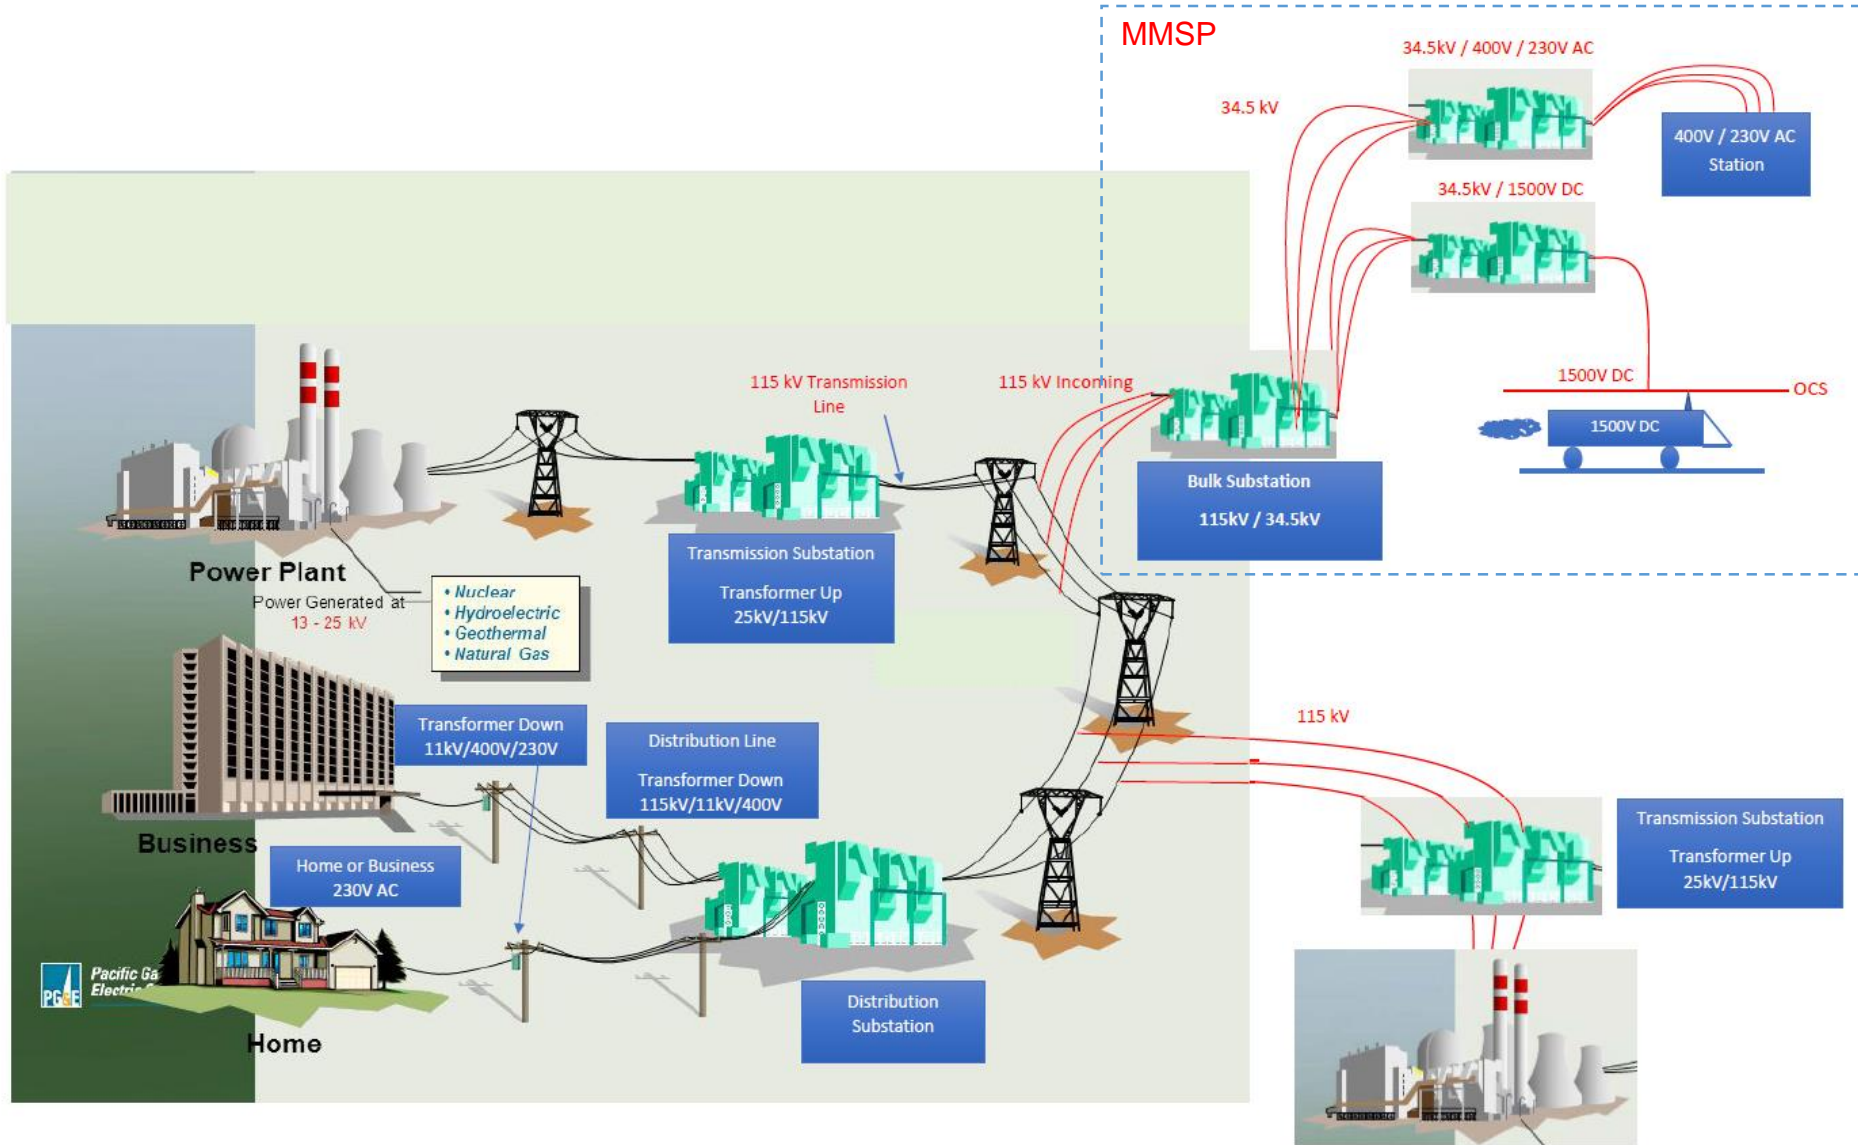 MMSP
34.5kV / 400V / 230V AC
34.5 kV
400V / 230V AC
Station
34.5kV / 1500V DC
1500V DC
OCS
1500V DC
115 kV Transmission
Line
115 kV Incoming
Bulk Substation
115kV / 34.5kV
Transmission Substation
Transformer Up
25kV/115kV
Power Plant
Power Generated at
13 - 25 kV
• Nuclear
• Hydroelectric
• Geothermal
• Natural Gas
Transformer Down
11kV/400V/230V
Distribution Line
Transformer Down
115kV/11kV/400V
115 kV
Business
Home or Business
230V AC
Transmission Substation
Transformer Up
25kV/115kV
Pacific Ga
Electric
PG&E
Distribution
Substation
Home